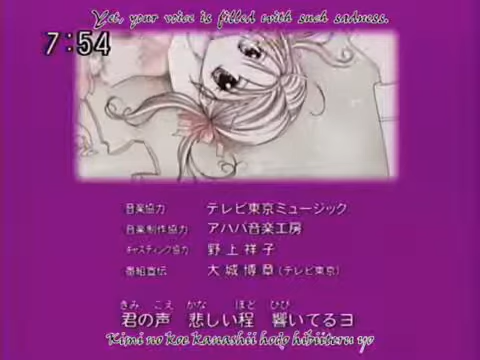 Yet, your voice is filled with such sadness.
7:54
音楽協力 テレビ東京ミュージック
音楽制作協力 アハバ音楽工房
キャスティング協力 野上祥子
番組宣伝 大城博章(テレビ東京)
きみ こえ かな ほど ひび
君の声 悲しい程 響いてるヨ
Kimi no koe kanashii hodo hibiiteru yo